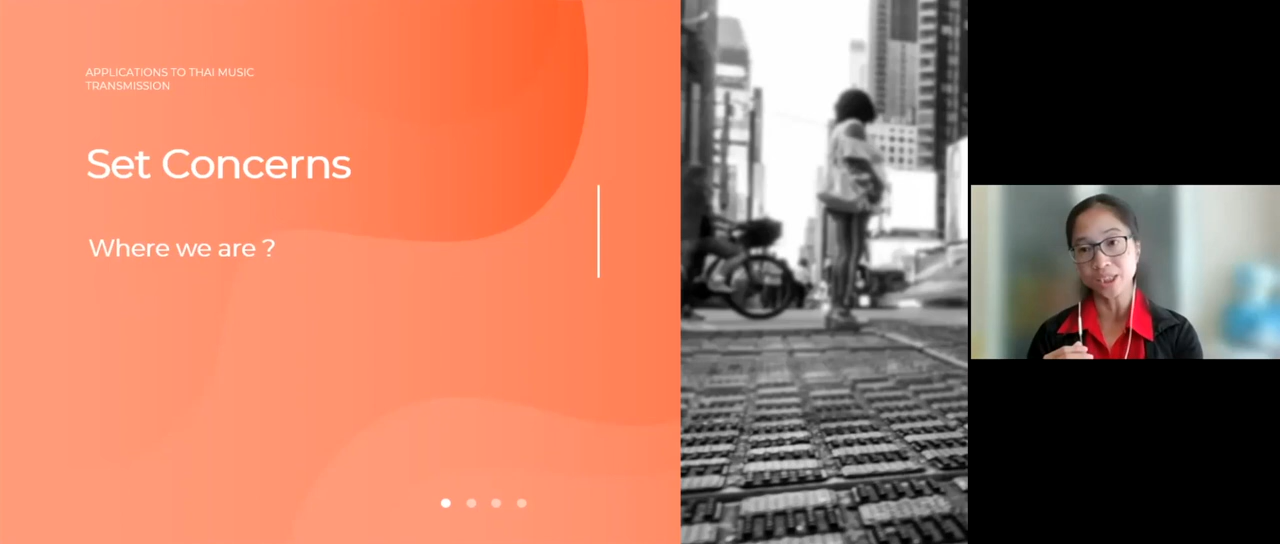 APPLICATIONS TO THAI MUSIC
TRANSMISSION
Set Concerns
Where we are ?